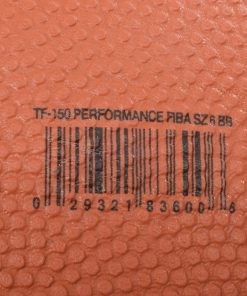 TF-150 PERFORMANCE FIBA SZ 6 BB
0 29321 83600 6